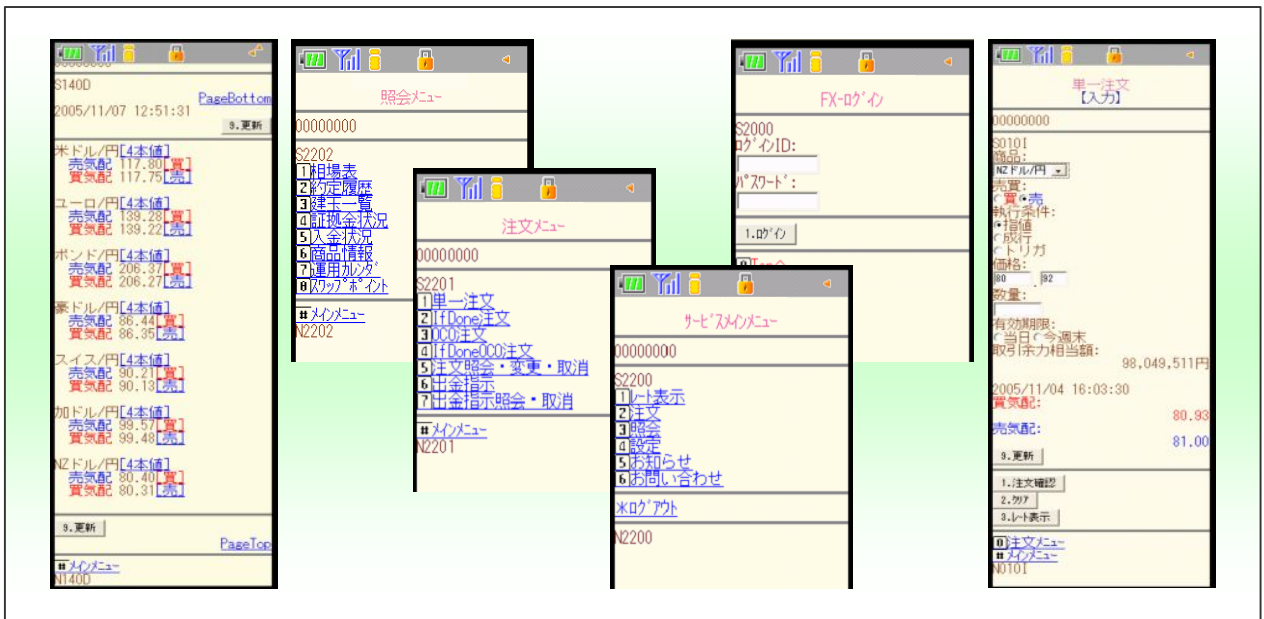 S140D
PageBottom
2005/11/07 12:51:31
9.更新
米ドル/円[4本値]
売気配 117.80[買]
買気配 117.75[売]
ユーロ/円[4本値]
売気配 139.28[買]
買気配 139.22[売]
ポンド/円[4本値]
売気配 206.37[買]
買気配 206.27[売]
豪ドル/円[4本値]
売気配 86.44[買]
買気配 86.35[売]
スイス/円[4本値]
売気配 90.21[買]
買気配 90.13[売]
加ドル/円[4本値]
売気配 99.57[買]
買気配 99.48[売]
NZドル/円[4本値]
売気配 80.40[買]
買気配 80.31[売]
9.更新
PageTop
#メインメニュー
N140D
照会メニュー
00000000
S2202
1相場表
2約定履歴
3建玉一覧
4証拠金状況
5入金状況
6商品情報
7運用カレンダ
8スワップポイント
#メインメニュー
N2202
注文メニュー
00000000
S2201
1単一注文
2IfDone注文
3OCO注文
4IfDoneOCO注文
5注文照会・変更・取消
6出金指示
7出金指示照会・取消
#メインメニュー
N2201
FX-ログイン
S2000
ログインID:
パスワード:
1.ログイン
サービスメインメニュー
00000000
S2200
1レート表示
2注文
3照会
4設定
5お知らせ
6お問い合わせ
*ログアウト
N2200
単一注文
【入力】
00000000
S010I
商品:
NZドル/円
売買:
買 売
執行条件:
指値
成行
トリガ
価格:
80 . 92
数量:
有効期限:
当日 今週末
取引余力相当額:
98,049,511円
2005/11/04 16:03:30
買気配:
80.93
売気配:
81.00
9.更新
1.注文確認
2.クリア
3.レート表示
0注文メニュー
#メインメニュー
N010I